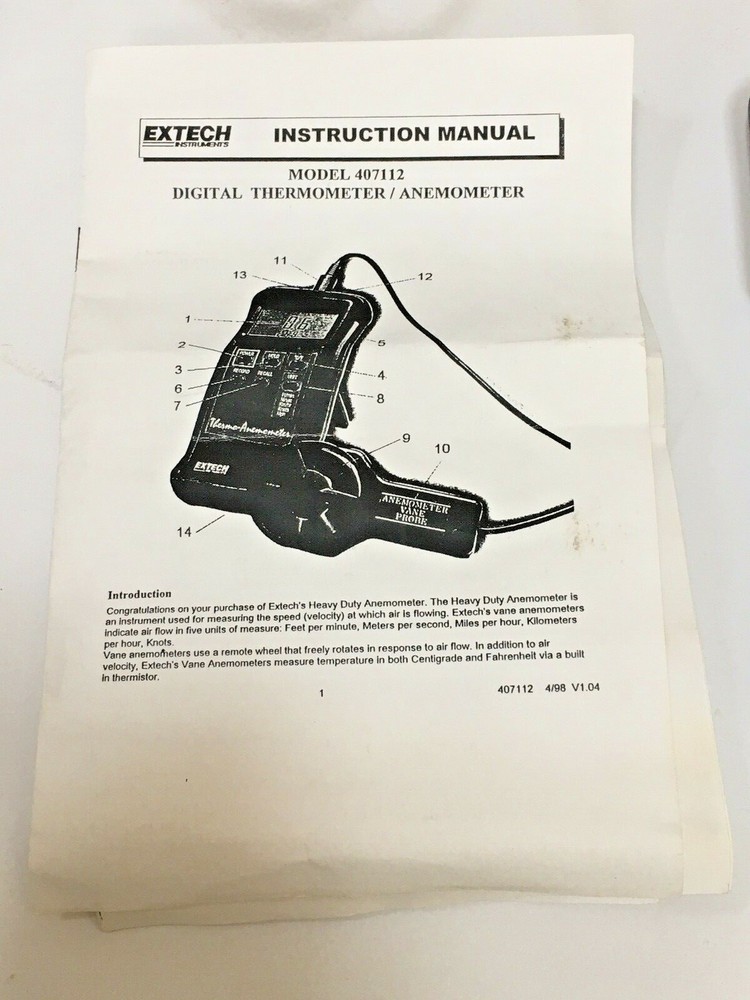 EXTECH INSTRUMENTS INSTRUCTION MANUAL
MODEL 407112
DIGITAL THERMOMETER / ANEMOMETER
11
13
12
1
5
2
POWER HOLD
3
4
RECORD RECALL
6
UNIT
8
7
Thermo-Anemometer
9
10
EXTECH
ANEMOMETER
VANE
PROBE
14
Introduction
Congratulations on your purchase of Extech's Heavy Duty Anemometer. The Heavy Duty Anemometer is
an instrument used for measuring the speed (velocity) at which air is flowing. Extech's vane anemometers
indicate air flow in five units of measure: Feet per minute, Meters per second, Miles per hour, Kilometers
per hour, Knots.
Vane anemometers use a remote wheel that freely rotates in response to air flow. In addition to air
velocity, Extech's Vane Anemometers measure temperature in both Centigrade and Fahrenheit via a built
in thermistor.
1
407112 4/98 V1.04